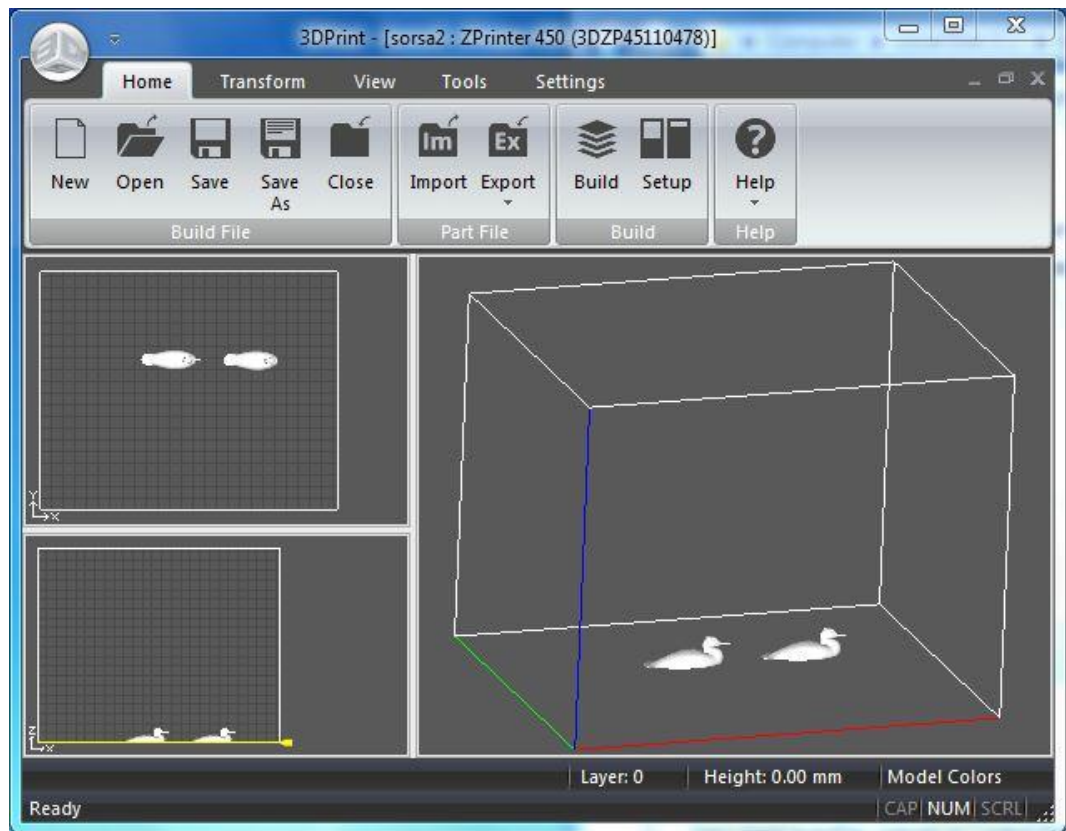 3DPrint - [sorsa2 : ZPrinter 450 (3DZP45110478)]
Home Transform View Tools Settings
New Open Save Save As Close Im Import Ex Export Build Setup ? Help
Build File Part File Build Help
Y
X
Z
X
Layer: 0 Height: 0.00 mm Model Colors
Ready CAP NUM SCRL